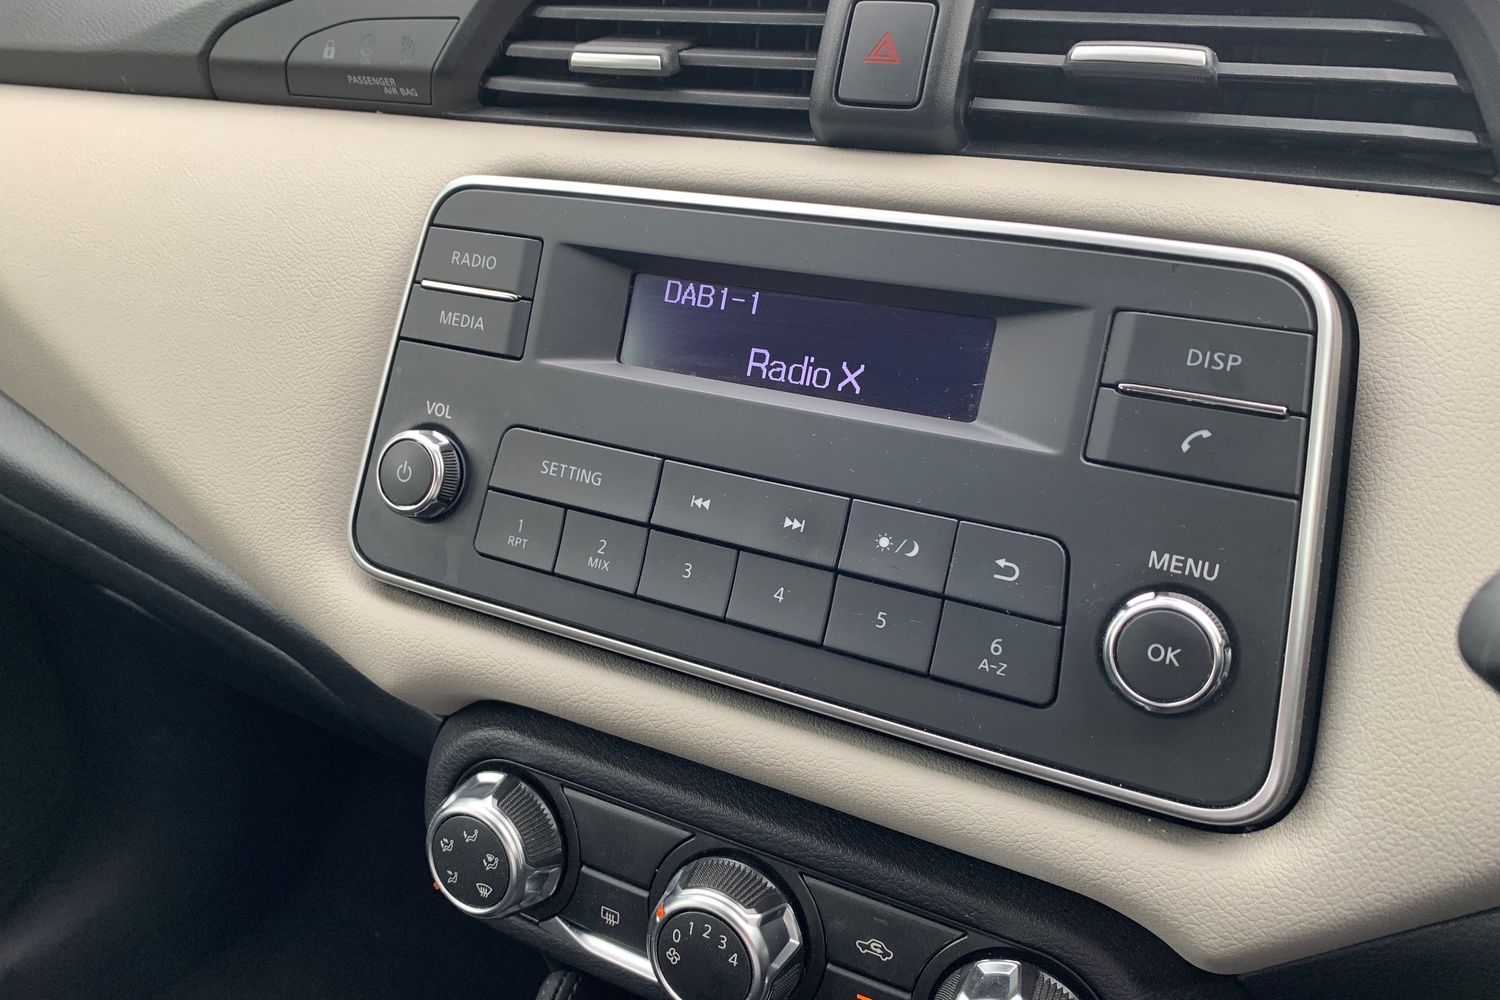 PASSENGER
AIR BAG
RADIO
MEDIA
DAB1-1
Radio X
DISP
VOL
SETTING
1
RPT
2
MIX
3
4
5
6
A-Z
MENU
OK
0 1 2 3 4